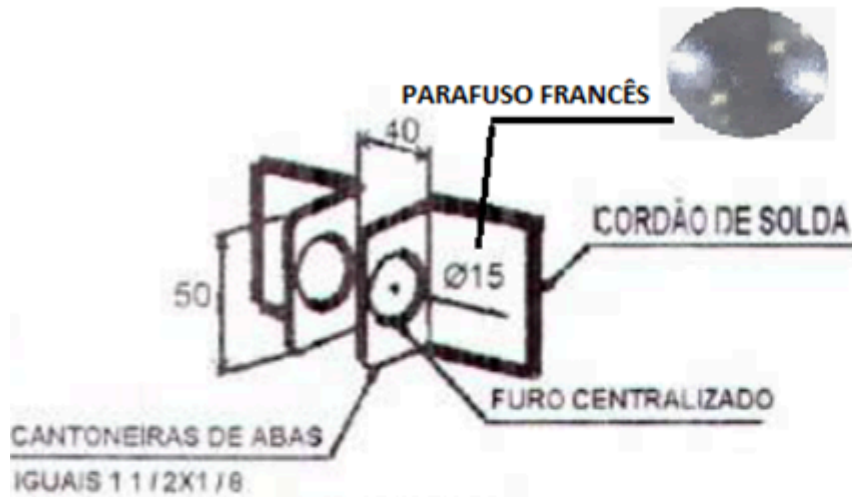 PARAFUSO FRANCÊS
40
CORDÃO DE SOLDA
Ø15
50
FURO CENTRALIZADO
CANTONEIRAS DE ABAS
IGUAIS 1 1/2X1/8